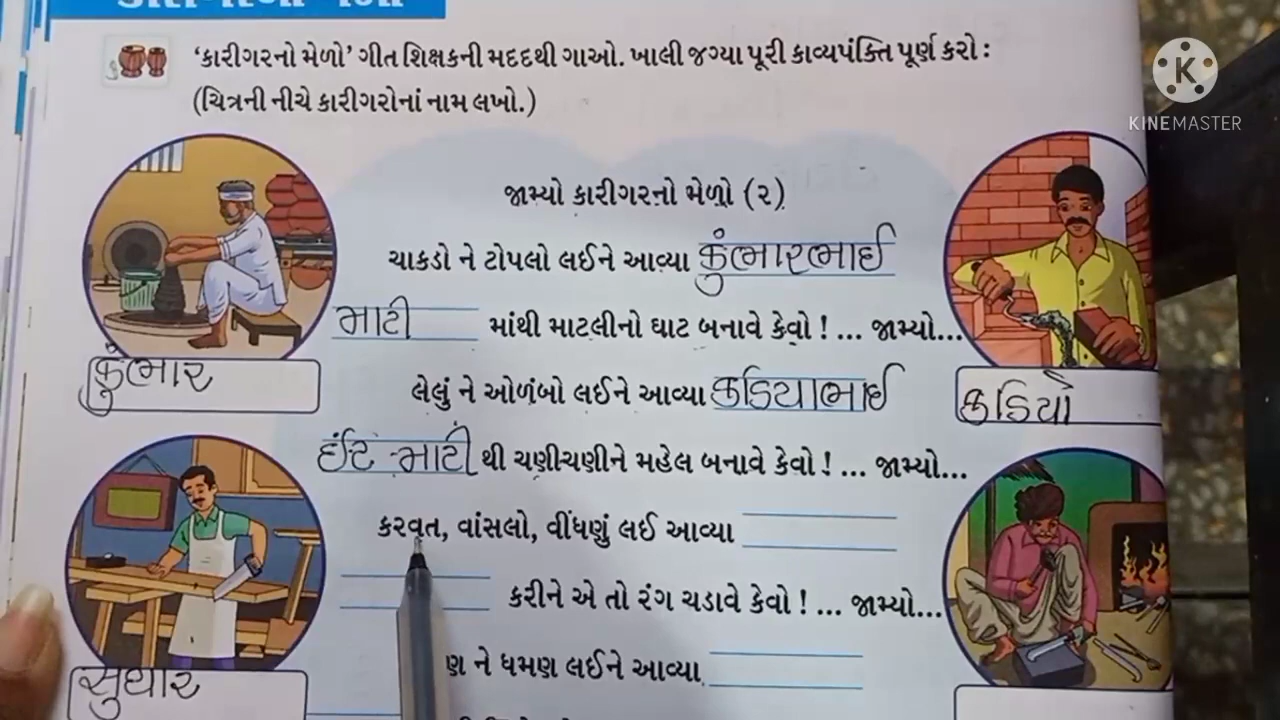 'કારીગરનો મેળો' ગીત શિક્ષકની મદદથી ગાઓ. ખાલી જગ્યા પૂરી કાવ્યપંક્તિ પૂર્ણ કરો :
(ચિત્રની નીચે કારીગરોનાં નામ લખો.)
KINEMASTER
જામ્યો કારીગરનો મેળો (૨)
ચાકડો ને ટોપલો લઈને આવ્યા કુંભારભાઈ
માટી માંથી માટલીનો ઘાટ બનાવે કેવો ! ... જામ્યો...
કુંભાર
લેલું ને ઓળંબો લઈને આવ્યા કડિયાભાઈ
કડિયો
ઈંટ માટી થી ચણીચણીને મહેલ બનાવે કેવો ! ... જામ્યો...
કરવત, વાંસલો, વીંધણું લઈ આવ્યા
કરીને એ તો રંગ ચડાવે કેવો ! ... જામ્યો...
ને ધમણ લઈને આવ્યા
સુથાર